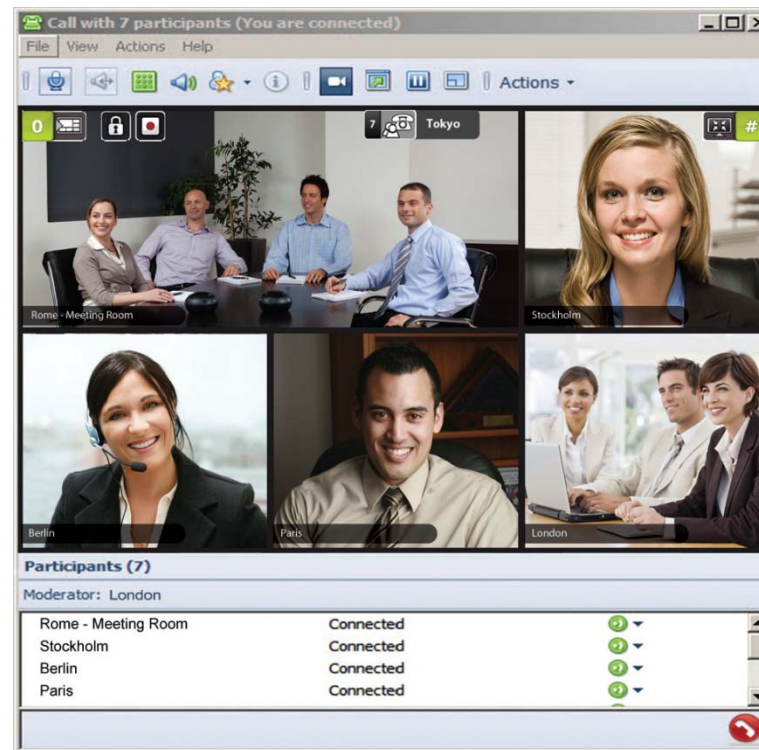 Call with 7 participants (You are connected)
File View Actions Help
Actions
0
7 Tokyo
#
Rome - Meeting Room
Stockholm
Berlin
Paris
London
Participants (7)
Moderator: London
Rome - Meeting Room Connected
Stockholm Connected
Berlin Connected
Paris Connected